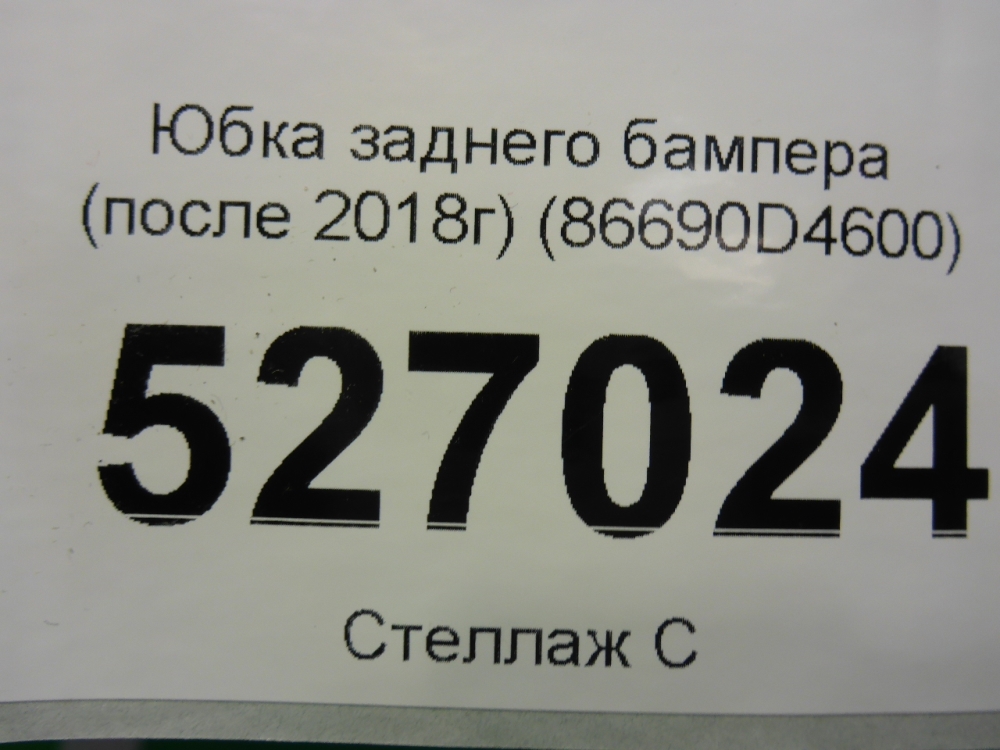 Юбка заднего бампера
(после 2018г) (86690D4600)
527024
Стеллаж С